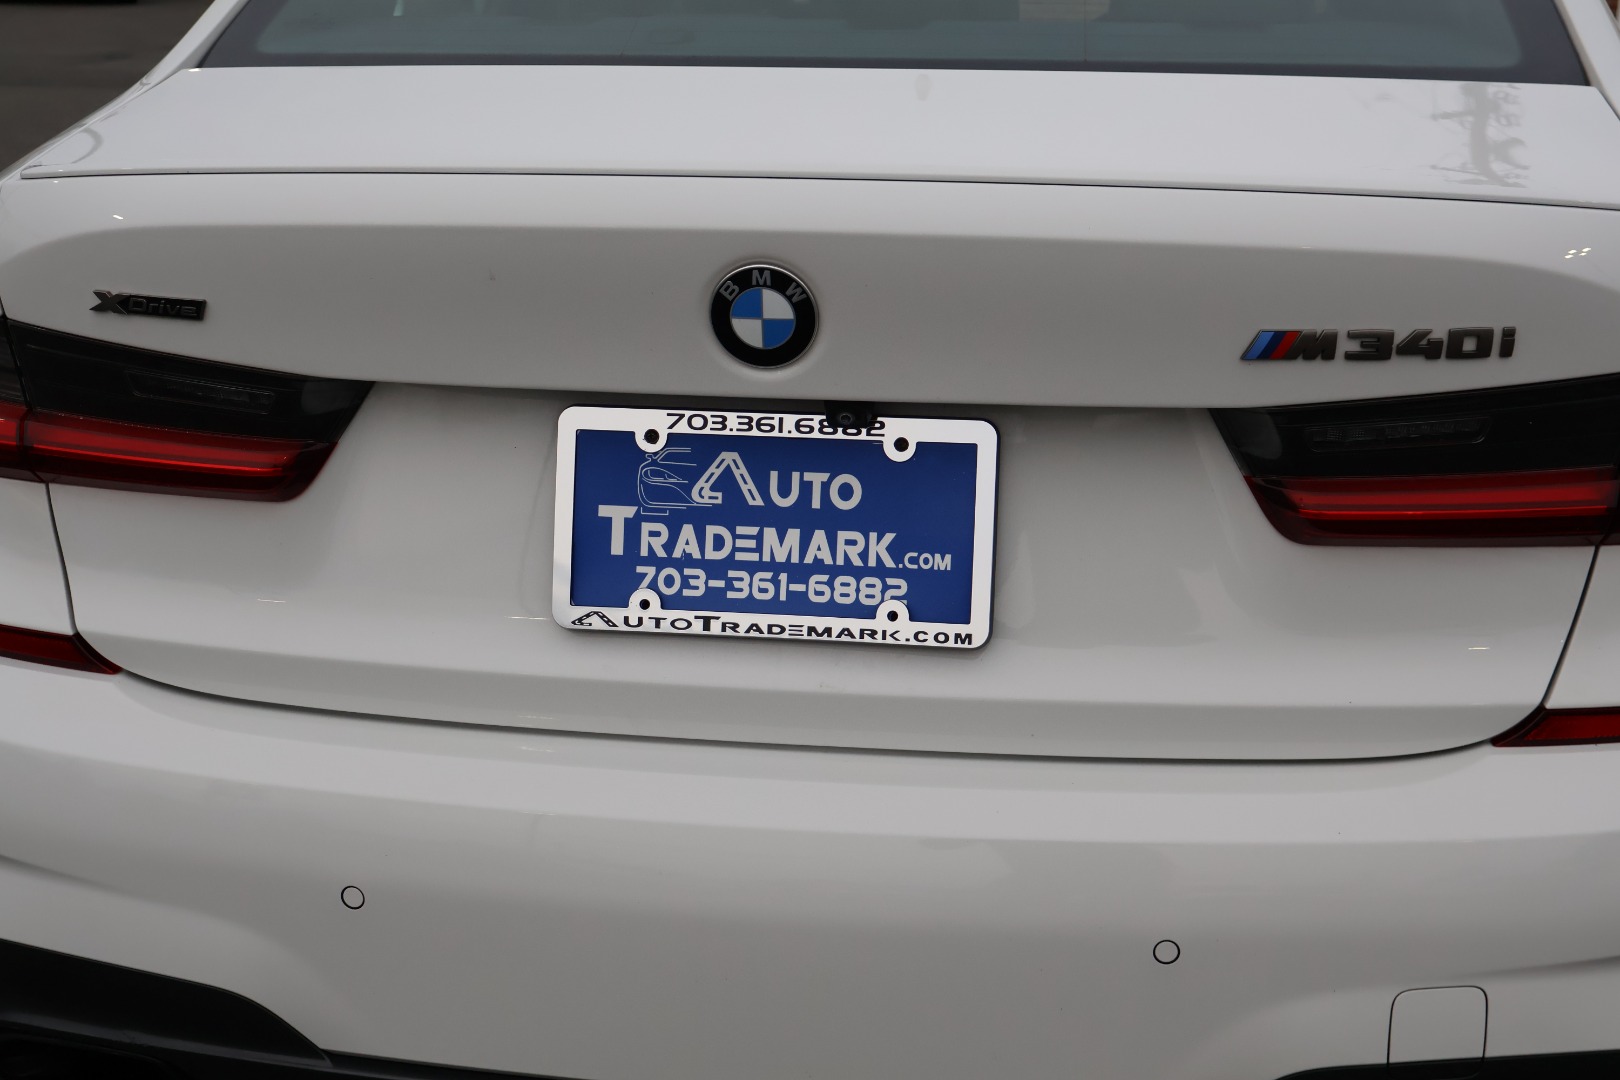 BMW
XDrive
M340i
703.361.6882
AUTO
TRADEMARK.COM
703-361-6882
AUTOTRADEMARK.COM